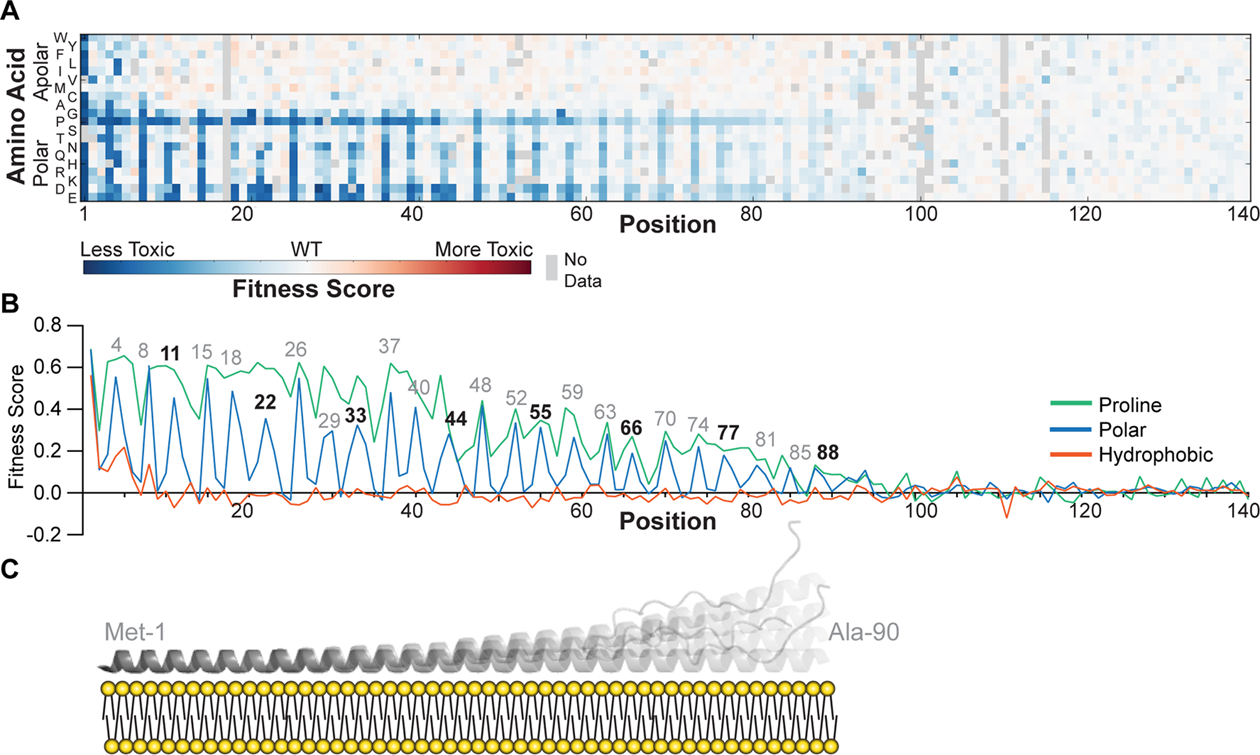 A
Amino Acid
Apolar
Polar
W
Y
F
L
I
V
M
C
A
G
P
S
T
N
Q
H
R
K
D
E
1 20 40 60 80 100 120 140
Position
Less Toxic WT More Toxic
Fitness Score
No
Data
B
Fitness Score
0.8
0.6
0.4
0.2
0.0
-0.2
4 8 11 15 18 22 26 29 33 37 40 44 48 52 55 59 63 66 70 74 77 81 85 88
Proline
Polar
Hydrophobic
20 40 60 80 100 120 140
Position
C
Met-1
Ala-90